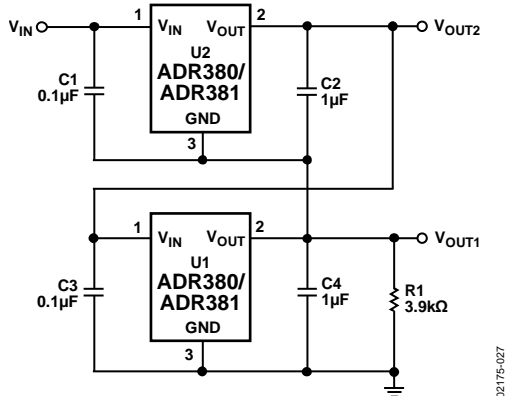 VIN
1
VIN
VOUT
2
VOUT2
U2
ADR380/
ADR381
GND
3
C1
0.1µF
C2
1µF
1
VIN
VOUT
2
VOUT1
U1
ADR380/
ADR381
GND
3
C3
0.1µF
C4
1µF
R1
3.9kΩ
02175-027